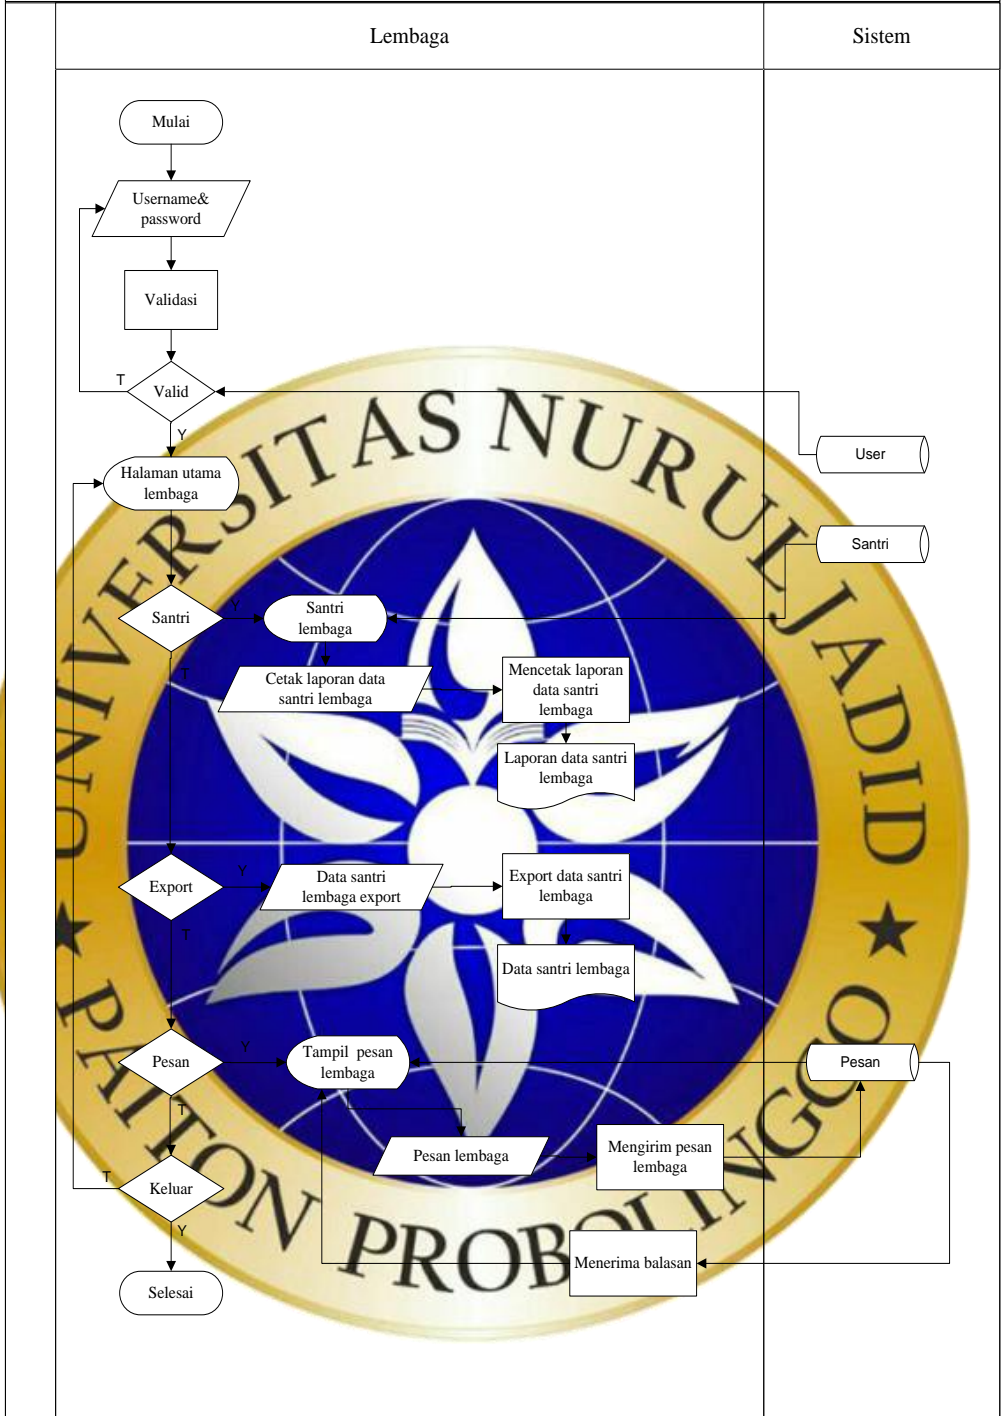 Lembaga
Sistem
Mulai
Username&
password
Validasi
T
Valid
Y
User
Halaman utama
lembaga
Santri
Santri
Y
Santri
lembaga
T
Cetak laporan data
santri lembaga
Mencetak laporan
data santri
lembaga
Laporan data santri
lembaga
Export
Y
Data santri
lembaga export
Export data santri
lembaga
T
Data santri lembaga
Pesan
Y
Tampil pesan
lembaga
Pesan
T
Pesan lembaga
Mengirim pesan
lembaga
T
Keluar
Y
Menerima balasan
Selesai
UNIVERSITAS NURUL JADID
PAITON PROBOLINGGO